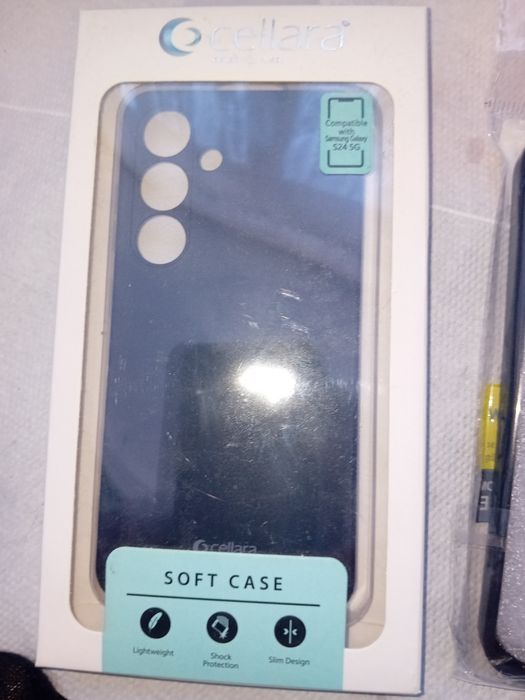 cellara
Compatible
with
Samsung Galaxy
S24 5G
cellara
SOFT CASE
Lightweight
Shock
Protection
Slim Design